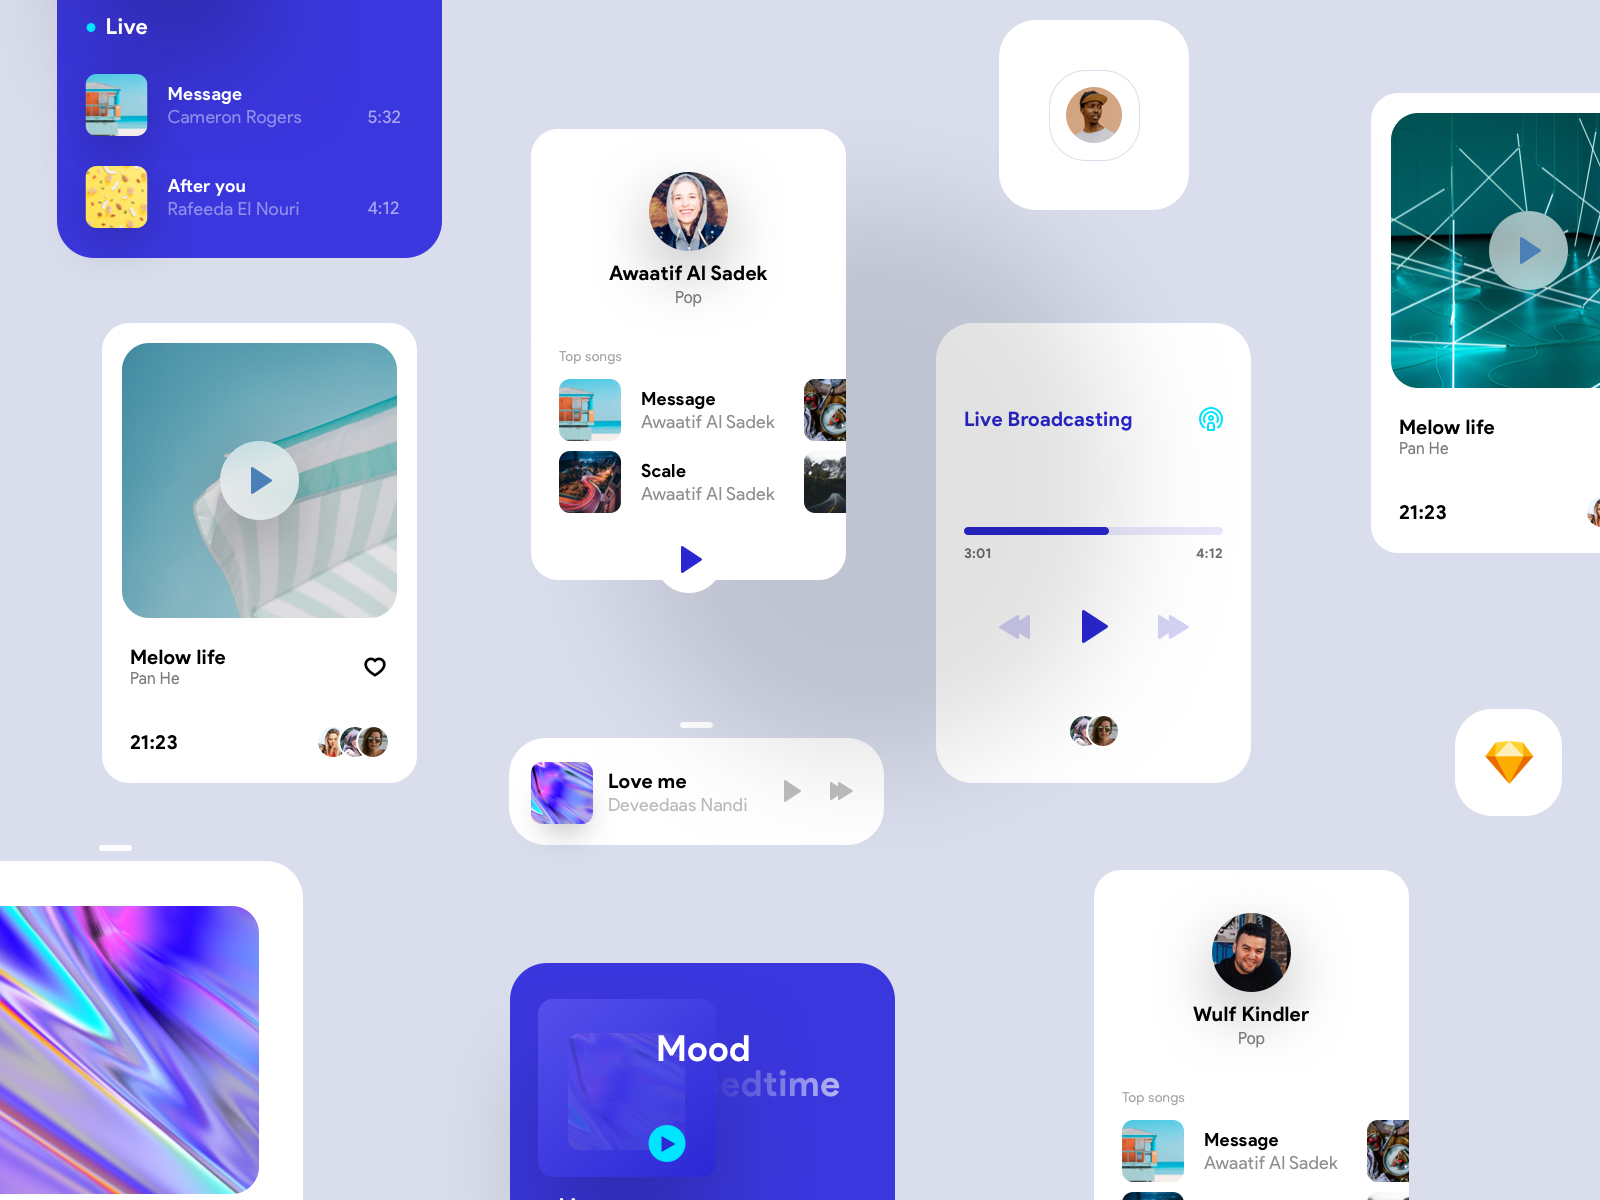 Live
Message
Cameron Rogers
5:32
After you
Rafeeda El Nouri
4:12
Awaatif Al Sadek
Pop
Top songs
Message
Awaatif Al Sadek
Scale
Awaatif Al Sadek
Live Broadcasting
3:01
4:12
Melow life
Pan He
21:23
Melow life
Pan He
21:23
Love me
Deveedaas Nandi
Mood
edtime
Wulf Kindler
Pop
Top songs
Message
Awaatif Al Sadek